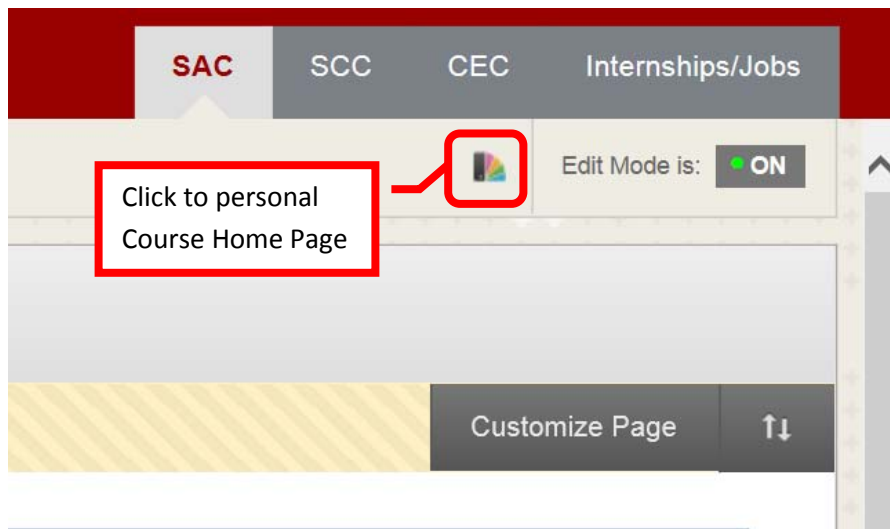 SAC SCC CEC Internships/Jobs
Edit Mode is: ON
Click to personal
Course Home Page
Customize Page